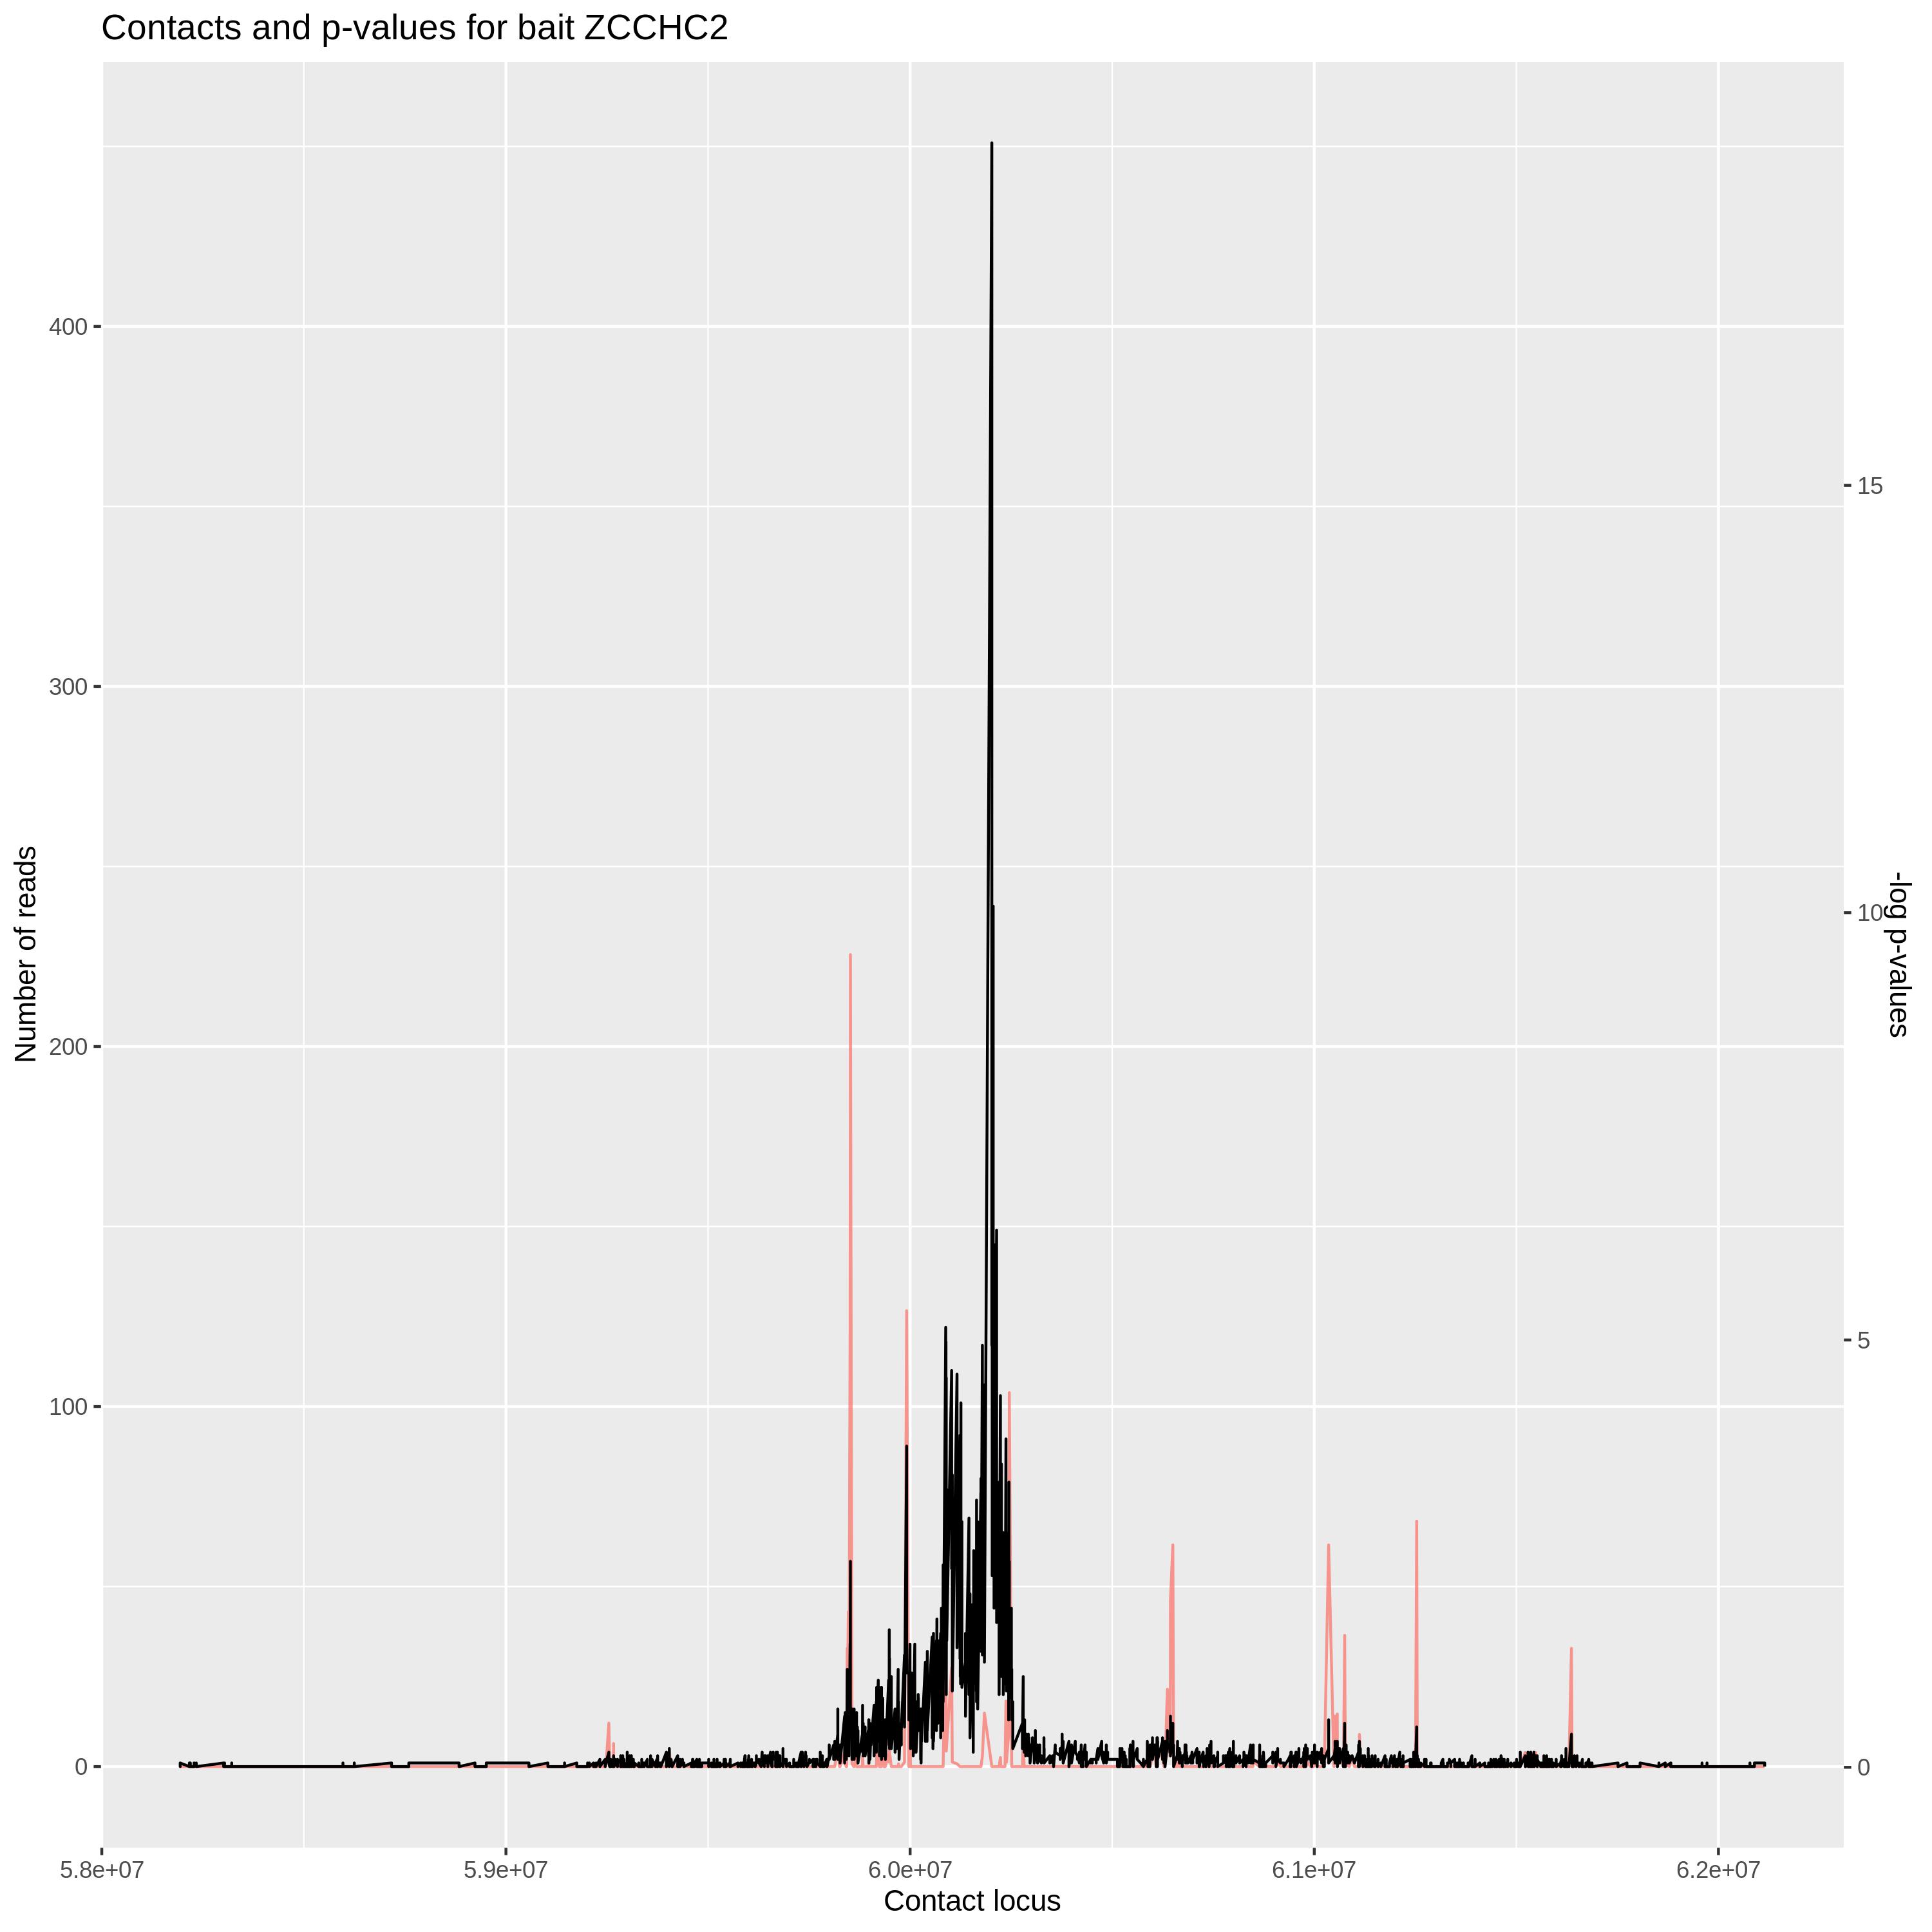 Contacts and p-values for bait ZCCHC2
400
300
200
100
0
Number of reads
15
10
5
0
-log p-values
5.8e+07
5.9e+07
6.0e+07
6.1e+07
6.2e+07
Contact locus